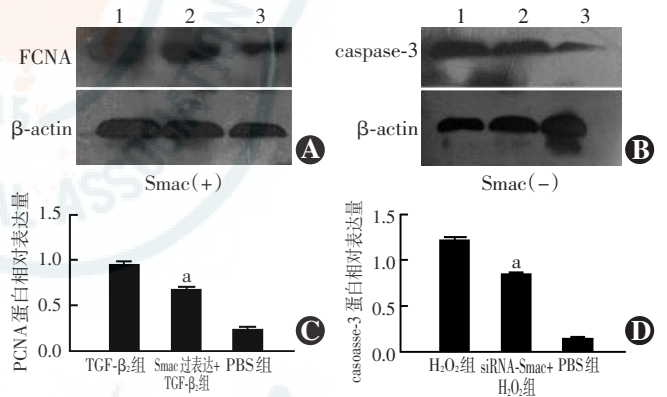 1 2 3
FCNA
β-actin
A
Smac(+)
1 2 3
caspase-3
β-actin
B
Smac(-)
PCNA蛋白相对表达量
1.5
1.0
0.5
0.0
a
C
TGF-β₂组 Smac过表达+ PBS组
TGF-β₂组
casoasse-3蛋白相对表达量
1.5
1.0
0.5
0.0
a
D
H₂O₂组 siRNA-Smac+ PBS组
H₂O₂组